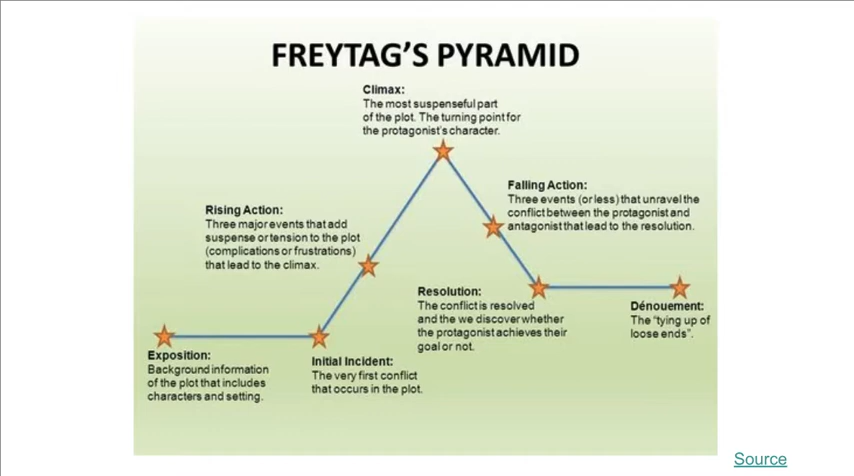 FREYTAG'S PYRAMID
Climax:
The most suspenseful part
of the plot. The turning point for
the protagonist's character.
Falling Action:
Three events (or less) that unravel the
conflict between the protagonist and
antagonist that lead to the resolution.
Rising Action:
Three major events that add
suspense or tension to the plot
(complications or frustrations)
that lead to the climax.
Resolution:
The conflict is resolved
and the we discover whether
the protagonist achieves their
goal or not.
Dénouement:
The "tying up of
loose ends".
Exposition:
Background information
of the plot that includes
characters and setting.
Initial Incident:
The very first conflict
that occurs in the plot.
Source